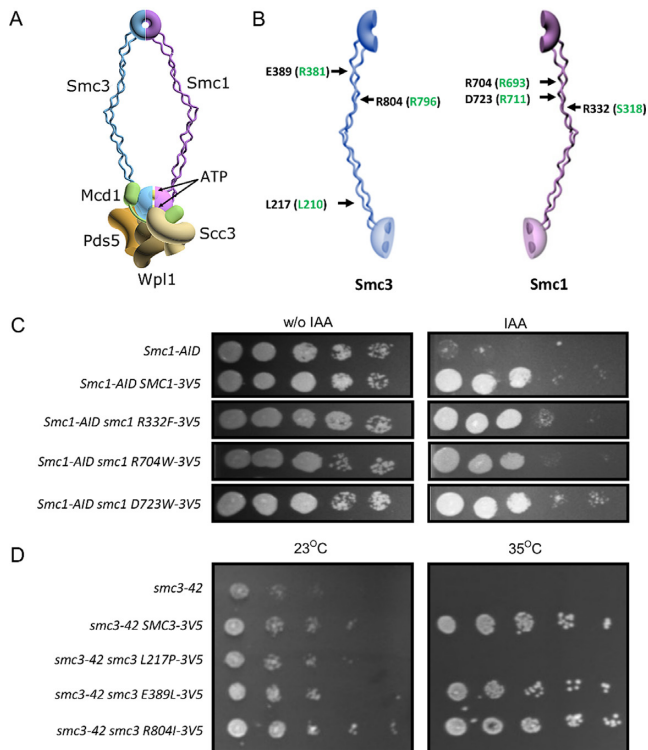 A
Smc3
Smc1
Mcd1
ATP
Pds5
Scc3
Wpl1
B
E389 (R381)
R804 (R796)
L217 (L210)
Smc3
R704 (R693)
D723 (R711)
R332 (S318)
Smc1
C
w/o IAA
IAA
Smc1-AID
Smc1-AID SMC1-3V5
Smc1-AID smc1 R332F-3V5
Smc1-AID smc1 R704W-3V5
Smc1-AID smc1 D723W-3V5
D
23°C
35°C
smc3-42
smc3-42 SMC3-3V5
smc3-42 smc3 L217P-3V5
smc3-42 smc3 E389L-3V5
smc3-42 smc3 R804I-3V5